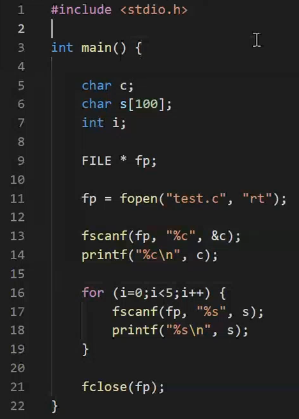 1 #include <stdio.h>
2
3 int main() {
4
5     char c;
6     char s[100];
7     int i;
8
9     FILE * fp;
10
11     fp = fopen("test.c", "rt");
12
13     fscanf(fp, "%c", &c);
14     printf("%c\n", c);
15
16     for (i=0;i<5;i++) {
17         fscanf(fp, "%s", s);
18         printf("%s\n", s);
19     }
20
21     fclose(fp);
22 }